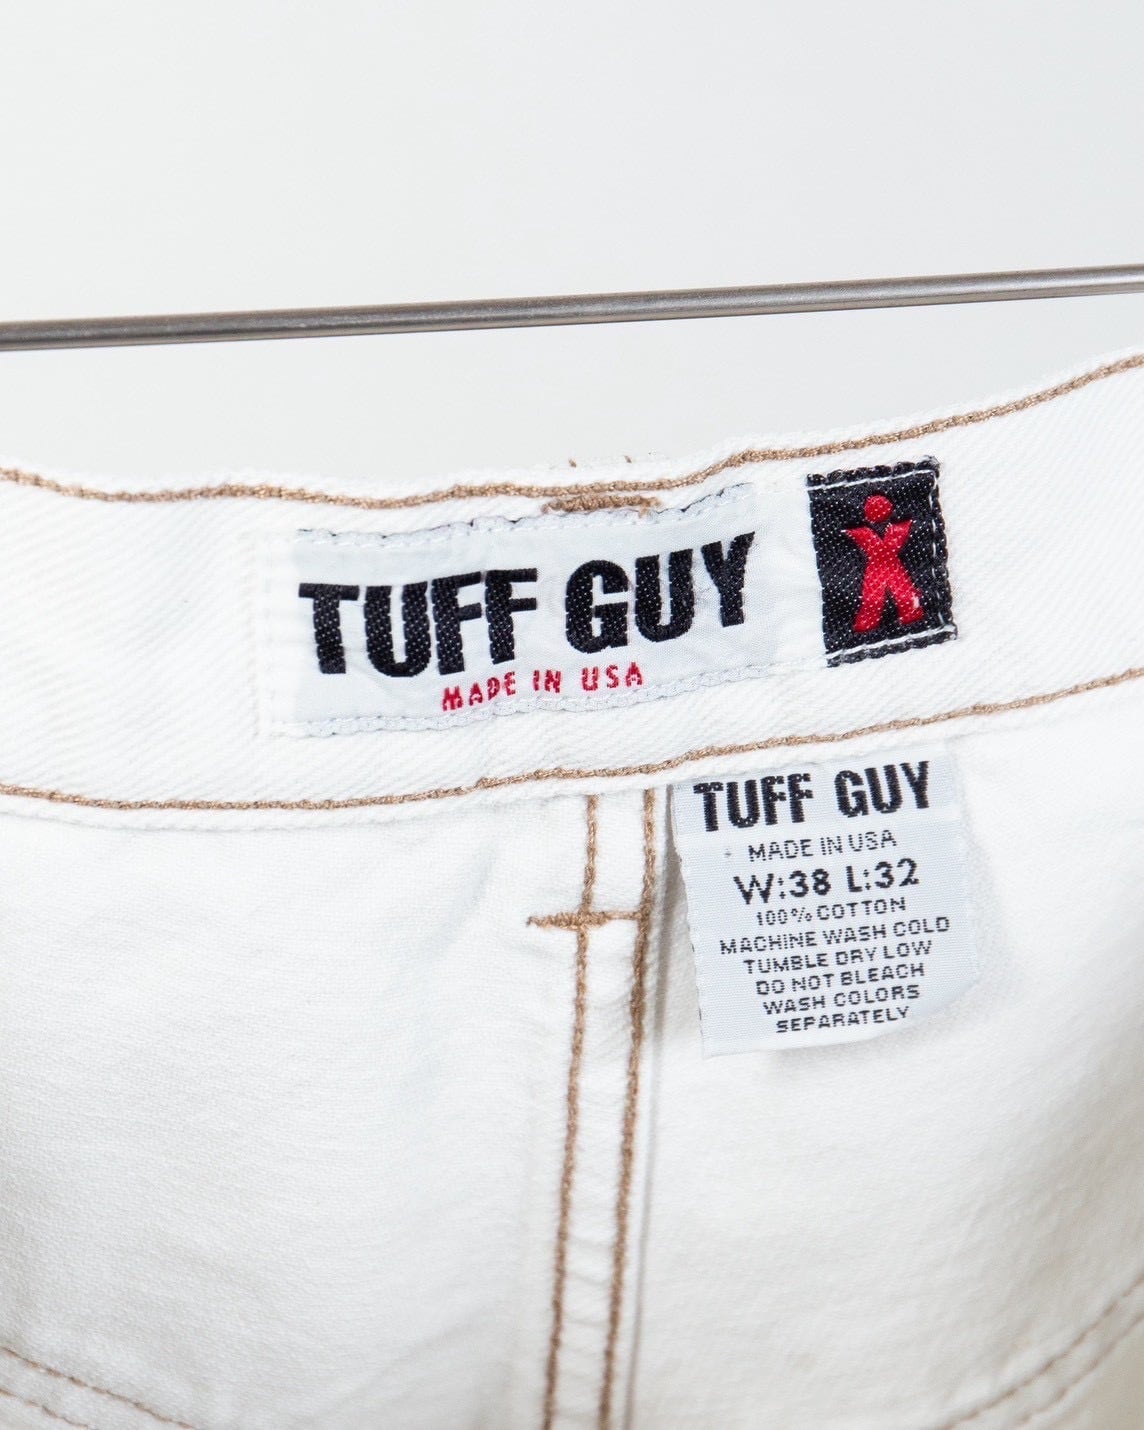 TUFF GUY
MADE IN USA
TUFF GUY
MADE IN USA
W:38 L:32
100% COTTON
MACHINE WASH COLD
TUMBLE DRY LOW
DO NOT BLEACH
WASH COLORS
SEPARATELY